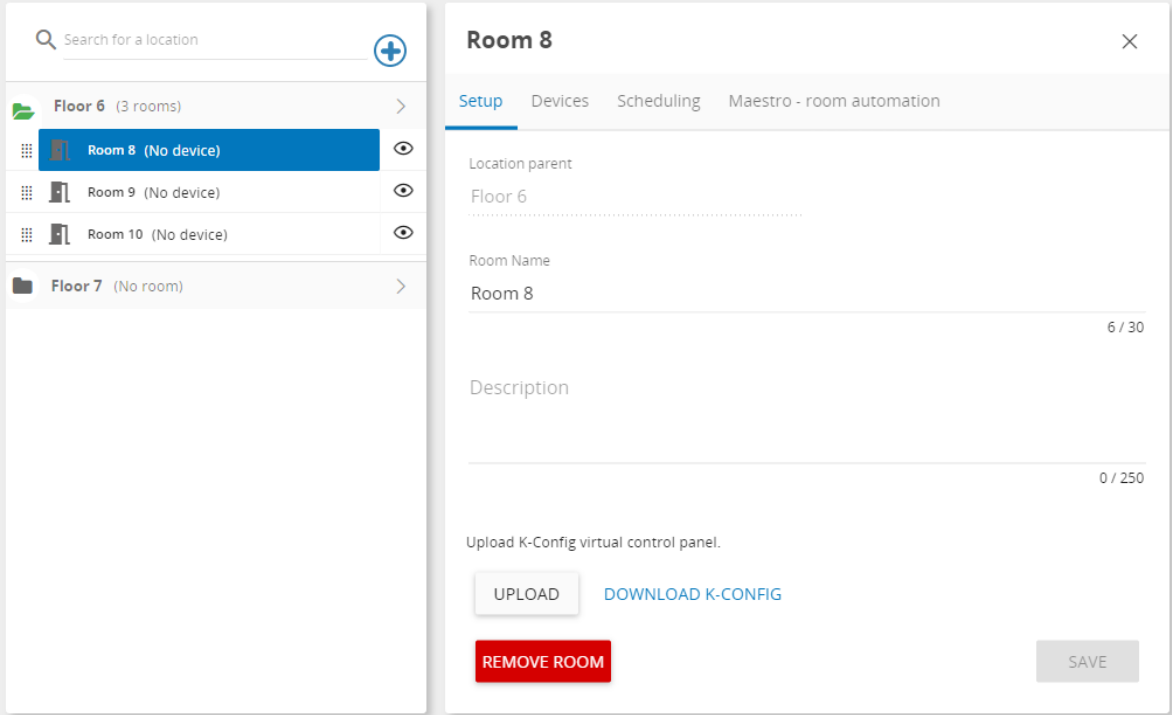 Search for a location
Floor 6 (3 rooms)
Room 8 (No device)
Room 9 (No device)
Room 10 (No device)
Floor 7 (No room)
Room 8
Setup Devices Scheduling Maestro - room automation
Location parent
Floor 6
Room Name
Room 8
6 / 30
Description
0 / 250
Upload K-Config virtual control panel.
UPLOAD DOWNLOAD K-CONFIG
REMOVE ROOM SAVE